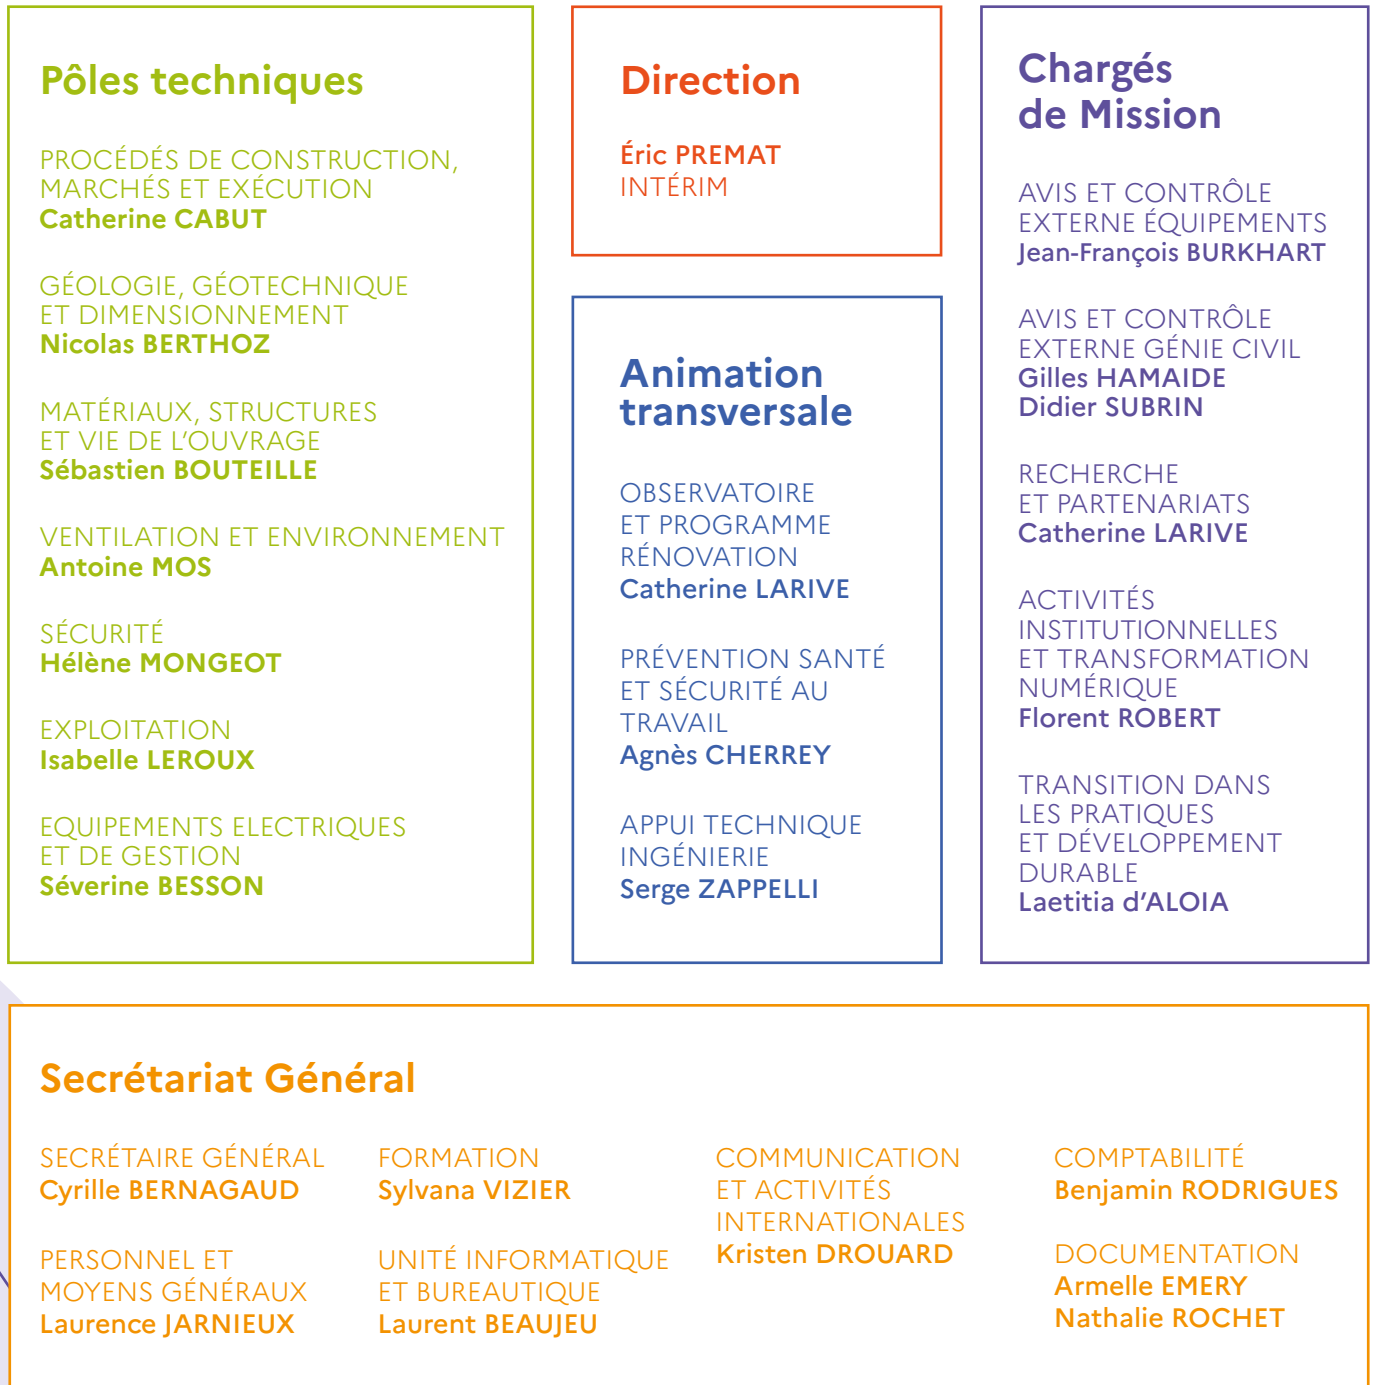 Pôles techniques
PROCÉDÉS DE CONSTRUCTION,
MARCHÉS ET EXÉCUTION
Catherine CABUT
GÉOLOGIE, GÉOTECHNIQUE
ET DIMENSIONNEMENT
Nicolas BERTHOZ
MATÉRIAUX, STRUCTURES
ET VIE DE L'OUVRAGE
Sébastien BOUTEILLE
VENTILATION ET ENVIRONNEMENT
Antoine MOS
SÉCURITÉ
Hélène MONGEOT
EXPLOITATION
Isabelle LEROUX
EQUIPEMENTS ELECTRIQUES
ET DE GESTION
Séverine BESSON
Direction
Éric PREMAT
INTÉRIM
Animation
transversale
OBSERVATOIRE
ET PROGRAMME
RÉNOVATION
Catherine LARIVE
PRÉVENTION SANTÉ
ET SÉCURITÉ AU
TRAVAIL
Agnès CHERREY
APPUI TECHNIQUE
INGÉNIERIE
Serge ZAPPELLI
Chargés
de Mission
AVIS ET CONTRÔLE
EXTERNE ÉQUIPEMENTS
Jean-François BURKHART
AVIS ET CONTRÔLE
EXTERNE GÉNIE CIVIL
Gilles HAMAIDE
Didier SUBRIN
RECHERCHE
ET PARTENARIATS
Catherine LARIVE
ACTIVITÉS
INSTITUTIONNELLES
ET TRANSFORMATION
NUMÉRIQUE
Florent ROBERT
TRANSITION DANS
LES PRATIQUES
ET DÉVELOPPEMENT
DURABLE
Laetitia d'ALOIA
Secrétariat Général
SECRÉTAIRE GÉNÉRAL
Cyrille BERNAGAUD
PERSONNEL ET
MOYENS GÉNÉRAUX
Laurence JARNIEUX
FORMATION
Sylvana VIZIER
UNITÉ INFORMATIQUE
ET BUREAUTIQUE
Laurent BEAUJEU
COMMUNICATION
ET ACTIVITÉS
INTERNATIONALES
Kristen DROUARD
COMPTABILITÉ
Benjamin RODRIGUES
DOCUMENTATION
Armelle EMERY
Nathalie ROCHET